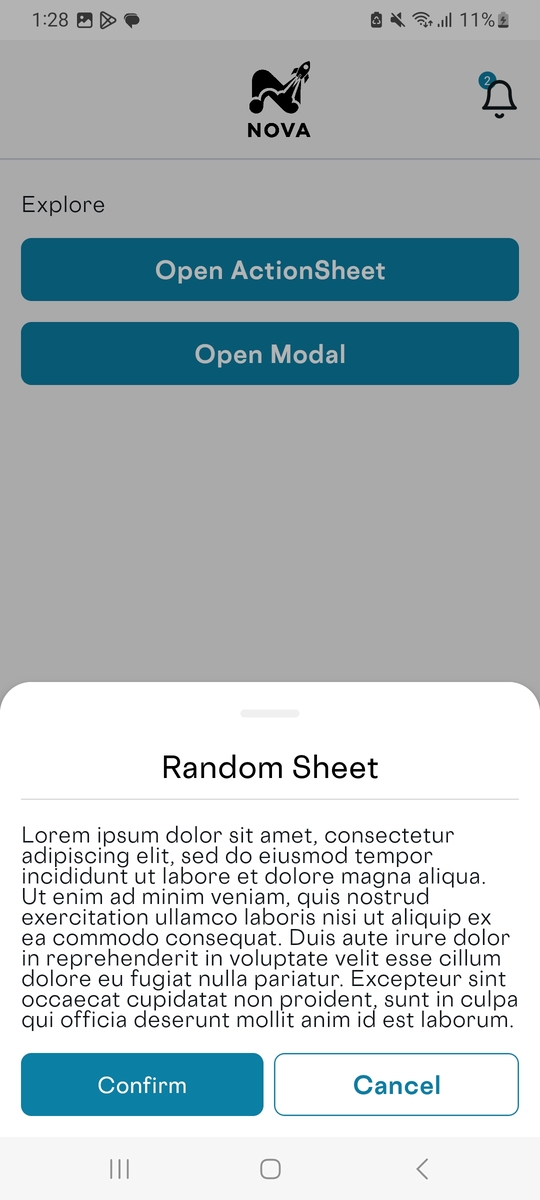 1:28
11%
2
NOVA
Explore
Open ActionSheet
Open Modal
Random Sheet
Lorem ipsum dolor sit amet, consectetur
adipiscing elit, sed do eiusmod tempor
incididunt ut labore et dolore magna aliqua.
Ut enim ad minim veniam, quis nostrud
exercitation ullamco laboris nisi ut aliquip ex
ea commodo consequat. Duis aute irure dolor
in reprehenderit in voluptate velit esse cillum
dolore eu fugiat nulla pariatur. Excepteur sint
occaecat cupidatat non proident, sunt in culpa
qui officia deserunt mollit anim id est laborum.
Confirm
Cancel